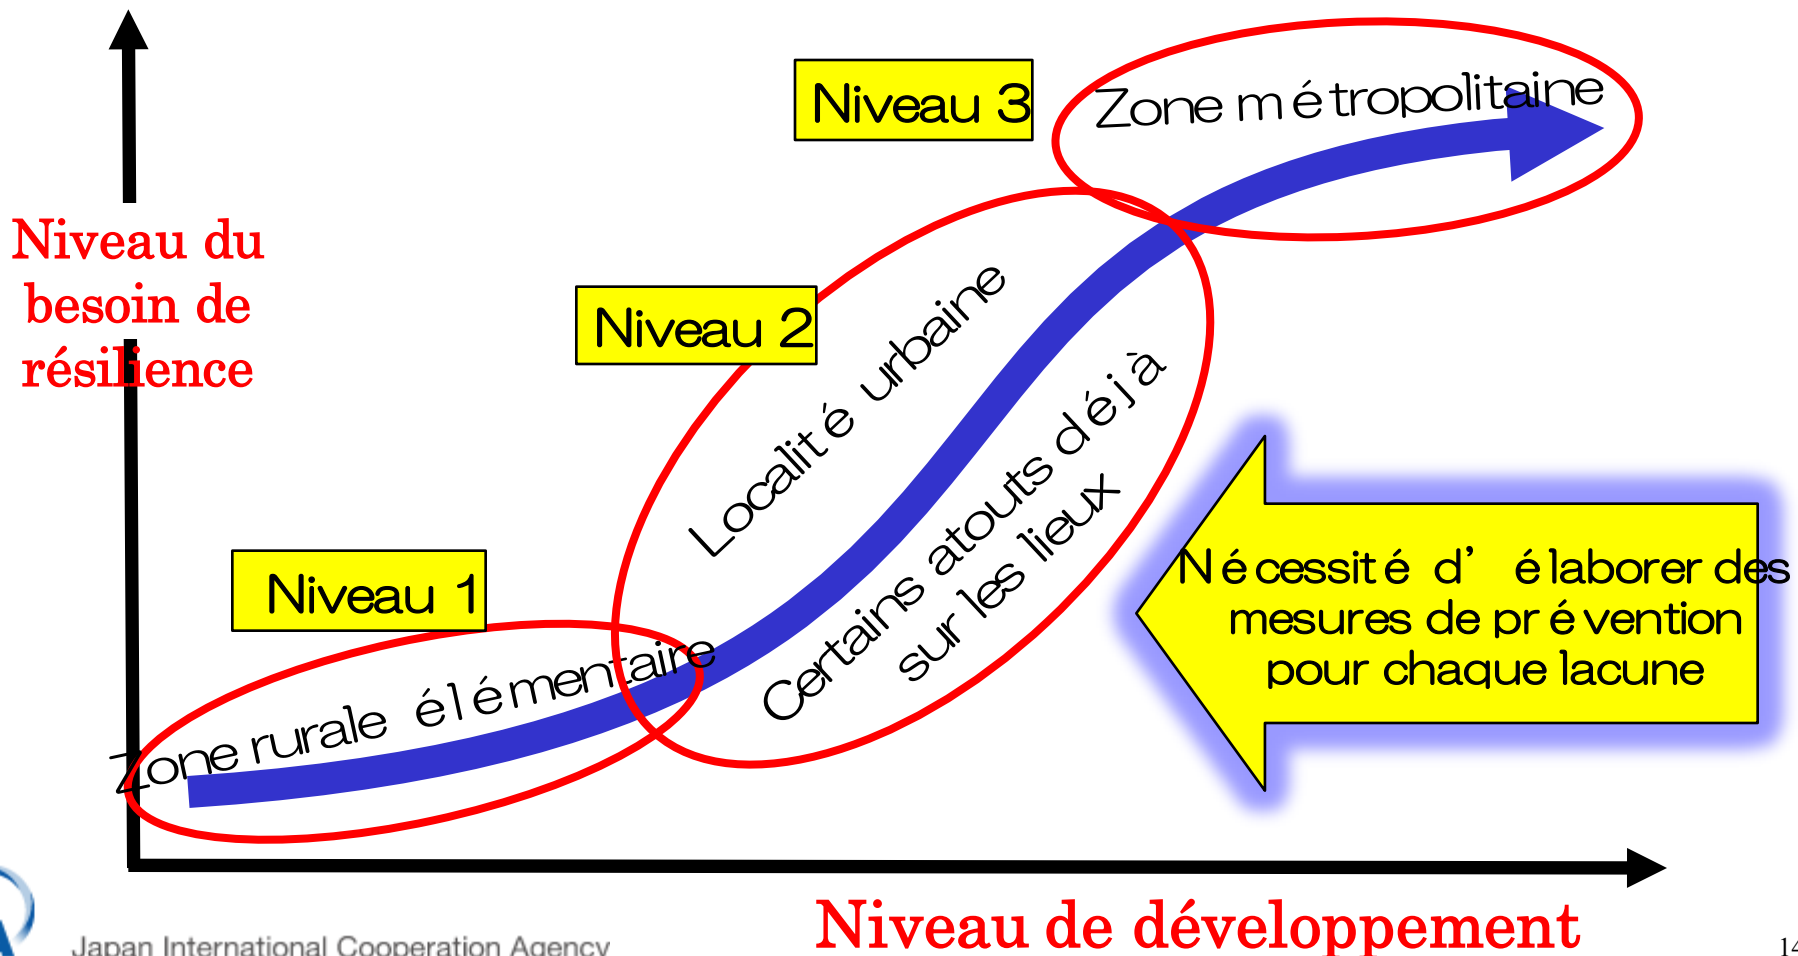 Niveau 3
Zone métropolitaine
Niveau du
besoin de
résilience
Niveau 2
Localité urbaine
Certains atouts déjà
sur les lieux
Nécessité d’élaborer des
mesures de prévention
pour chaque lacune
Niveau 1
Zone rurale élémentaire
Niveau de développement
Japan International Cooperation Agency
14